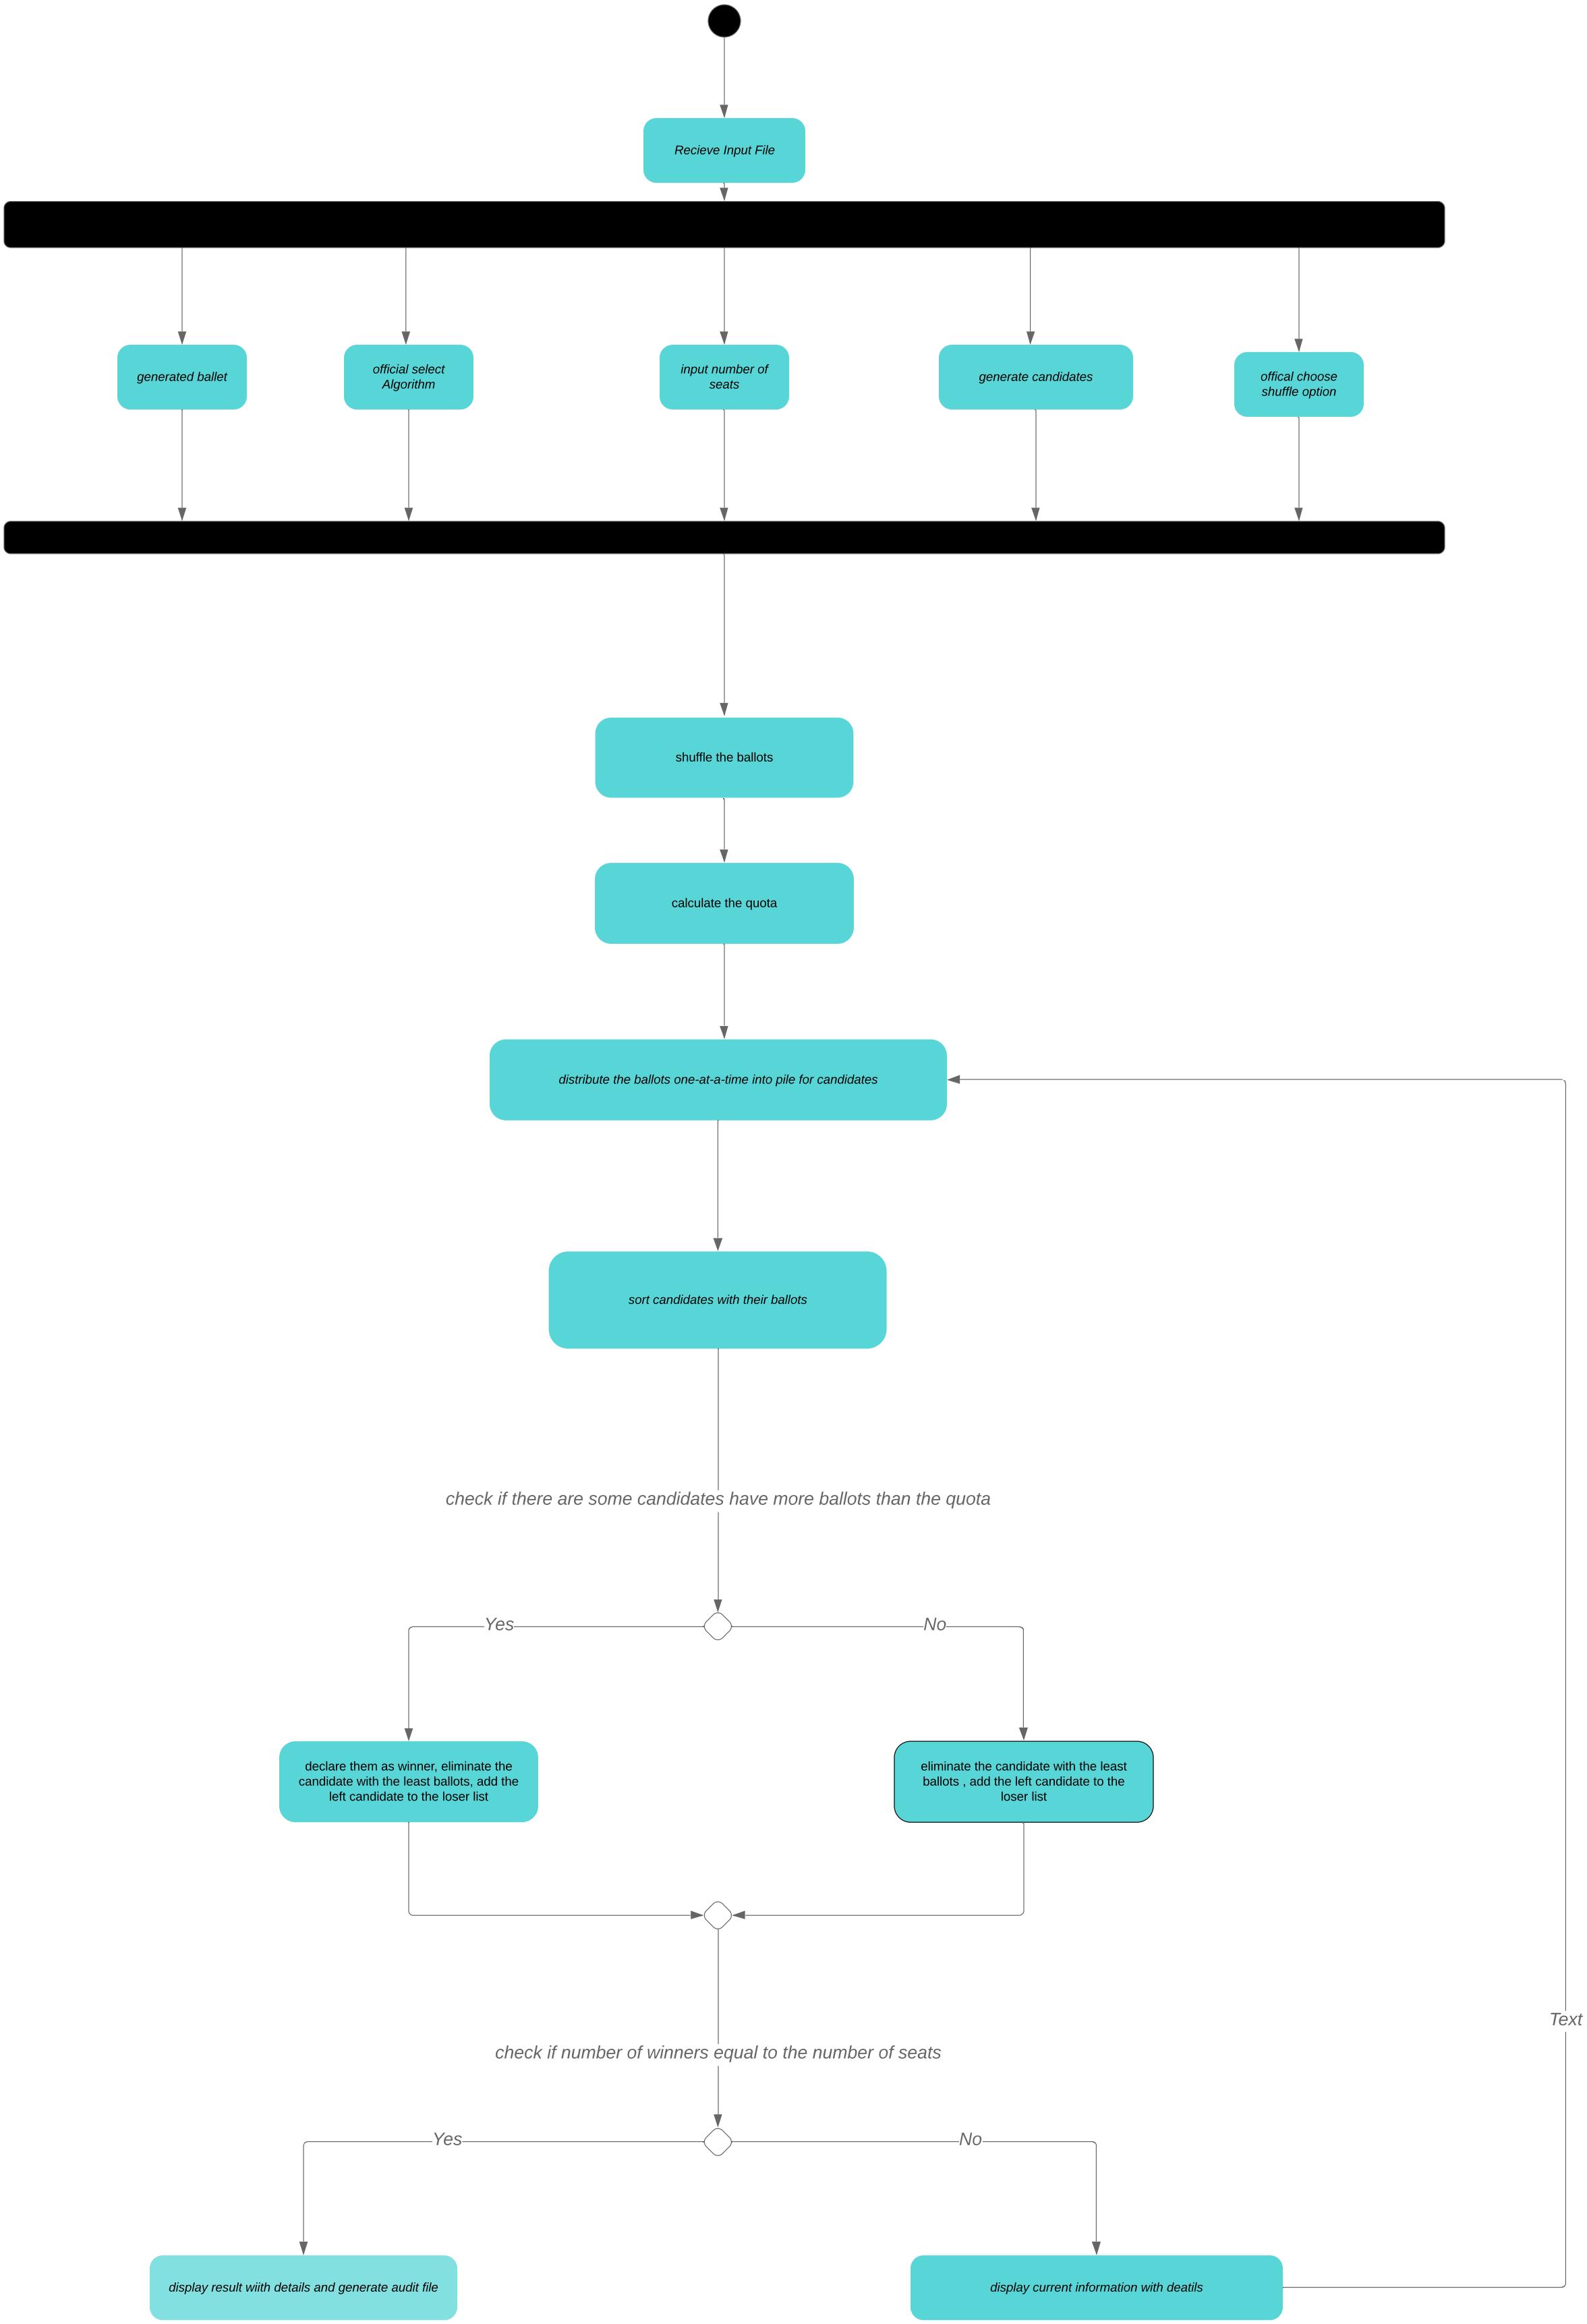 Recieve Input File
generated ballet
official select
Algorithm
input number of
seats
generate candidates
offical choose
shuffle option
shuffle the ballots
calculate the quota
distribute the ballots one-at-a-time into pile for candidates
sort candidates with their ballots
check if there are some candidates have more ballots than the quota
Yes
No
declare them as winner, eliminate the
candidate with the least ballots, add the
left candidate to the loser list
eliminate the candidate with the least
ballots , add the left candidate to the
loser list
Text
check if number of winners equal to the number of seats
Yes
No
display result wiith details and generate audit file
display current information with deatils